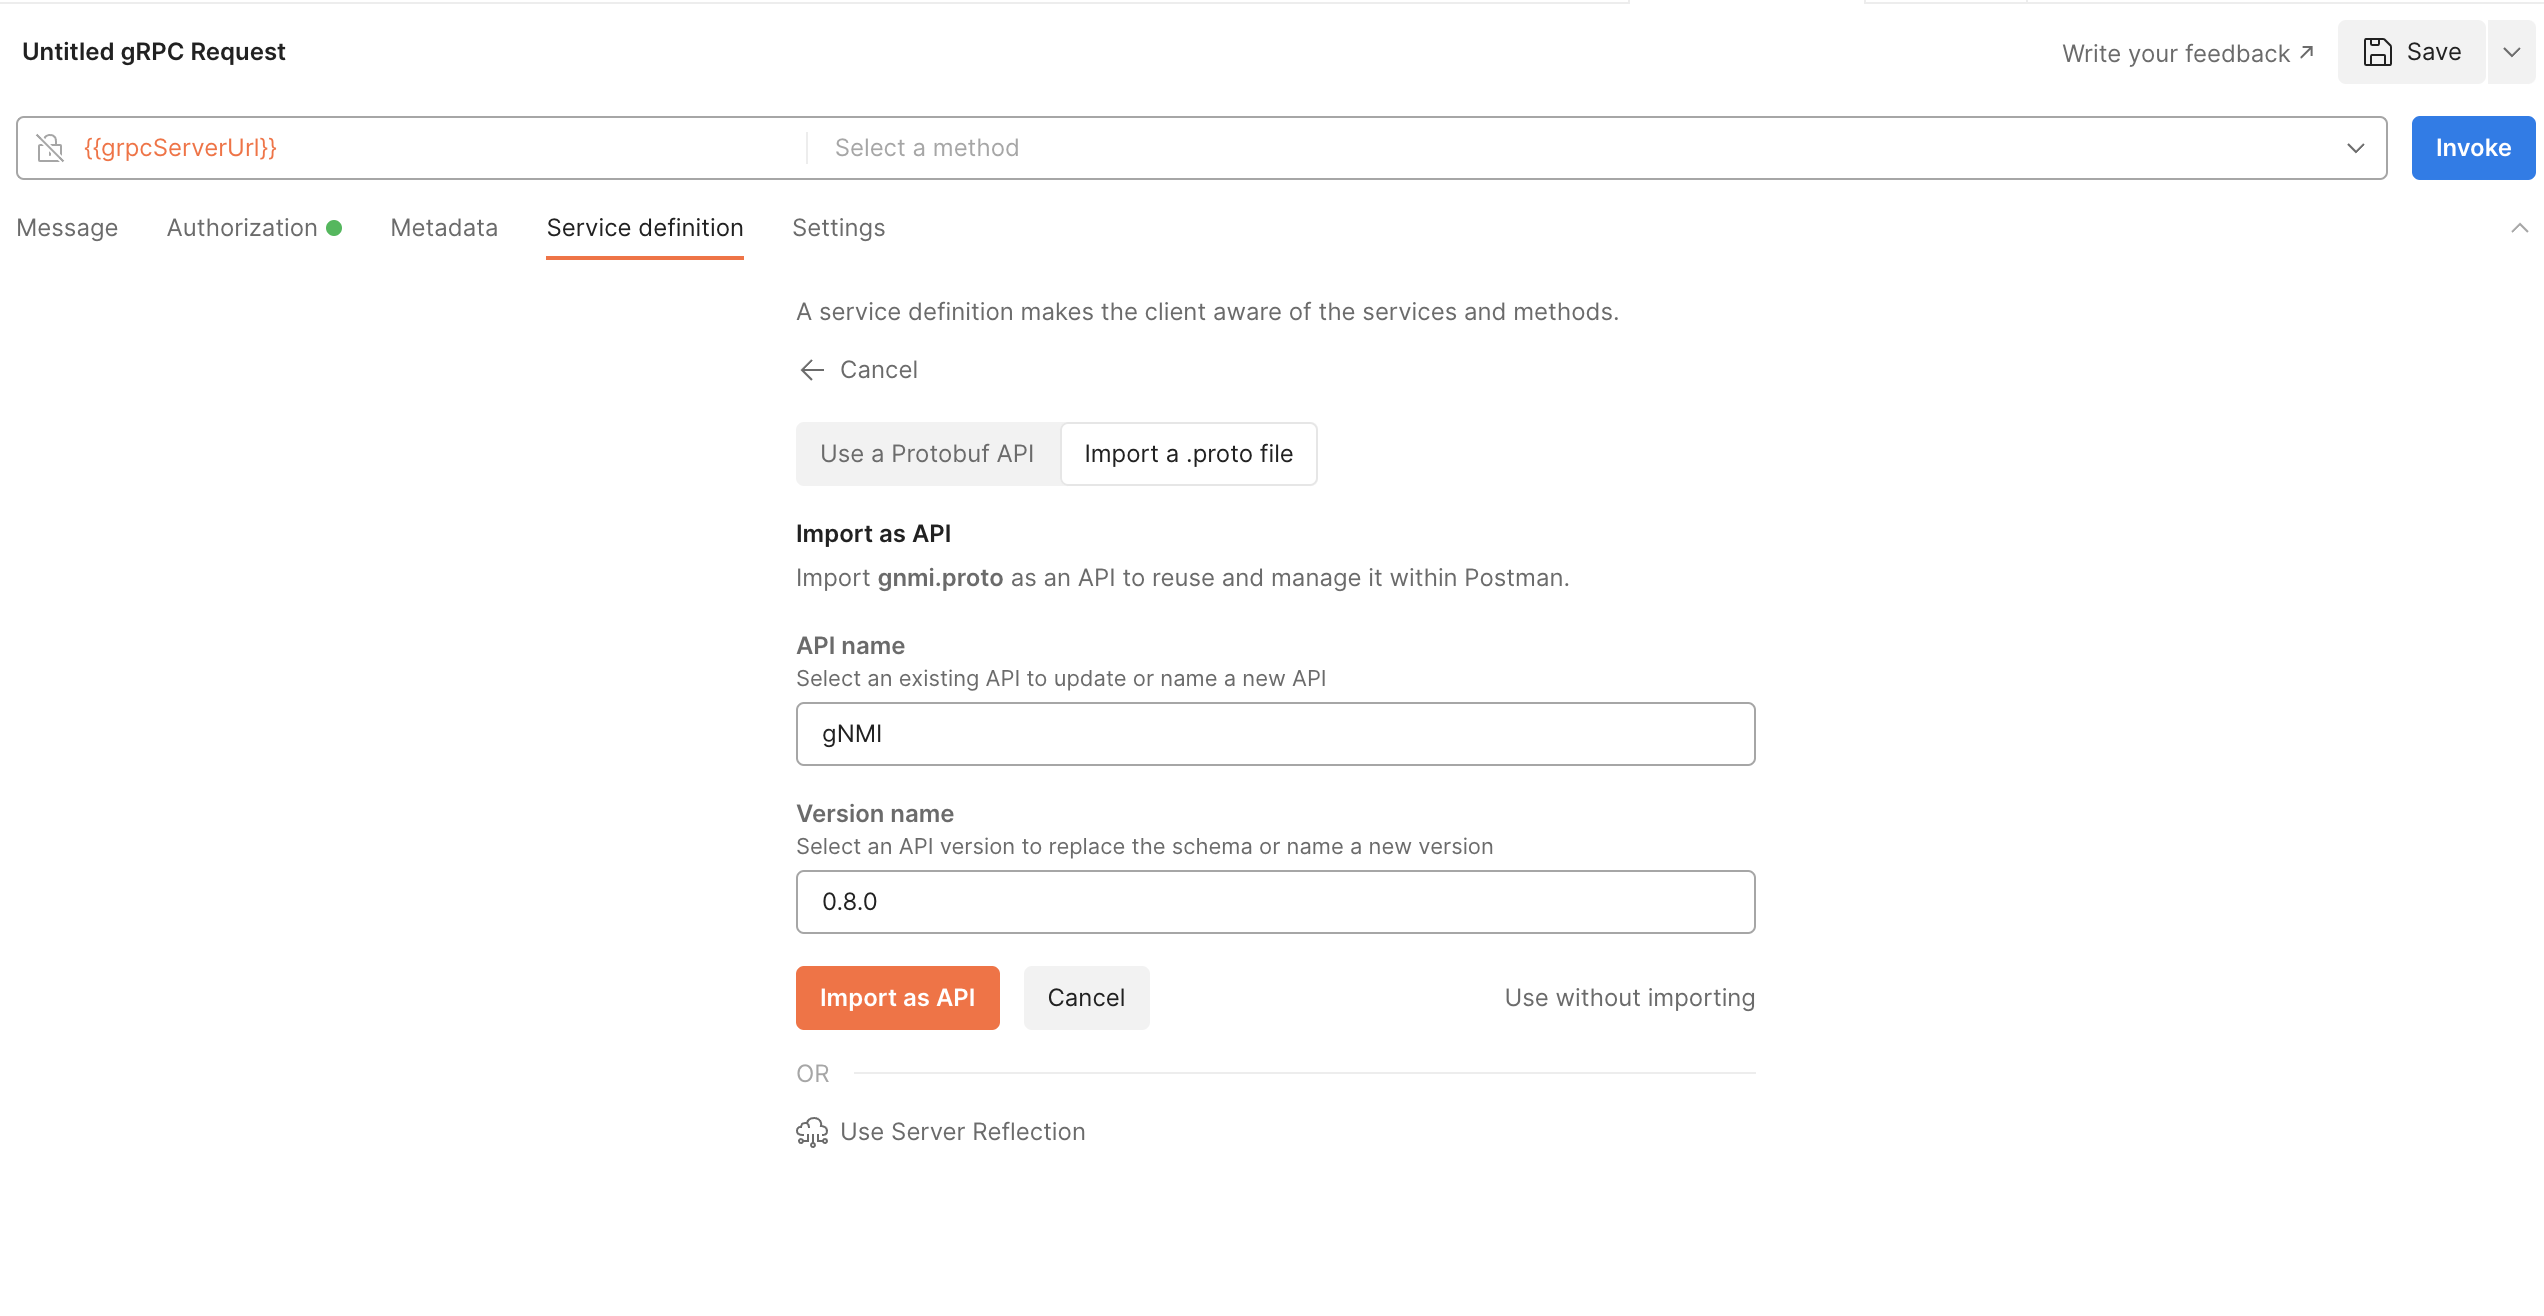 Untitled gRPC Request
Write your feedback ↗
Save
{{grpcServerUrl}}
Select a method
Invoke
Message
Authorization
Metadata
Service definition
Settings
A service definition makes the client aware of the services and methods.
← Cancel
Use a Protobuf API
Import a .proto file
Import as API
Import gnmi.proto as an API to reuse and manage it within Postman.
API name
Select an existing API to update or name a new API
gNMI
Version name
Select an API version to replace the schema or name a new version
0.8.0
Import as API
Cancel
Use without importing
OR
Use Server Reflection